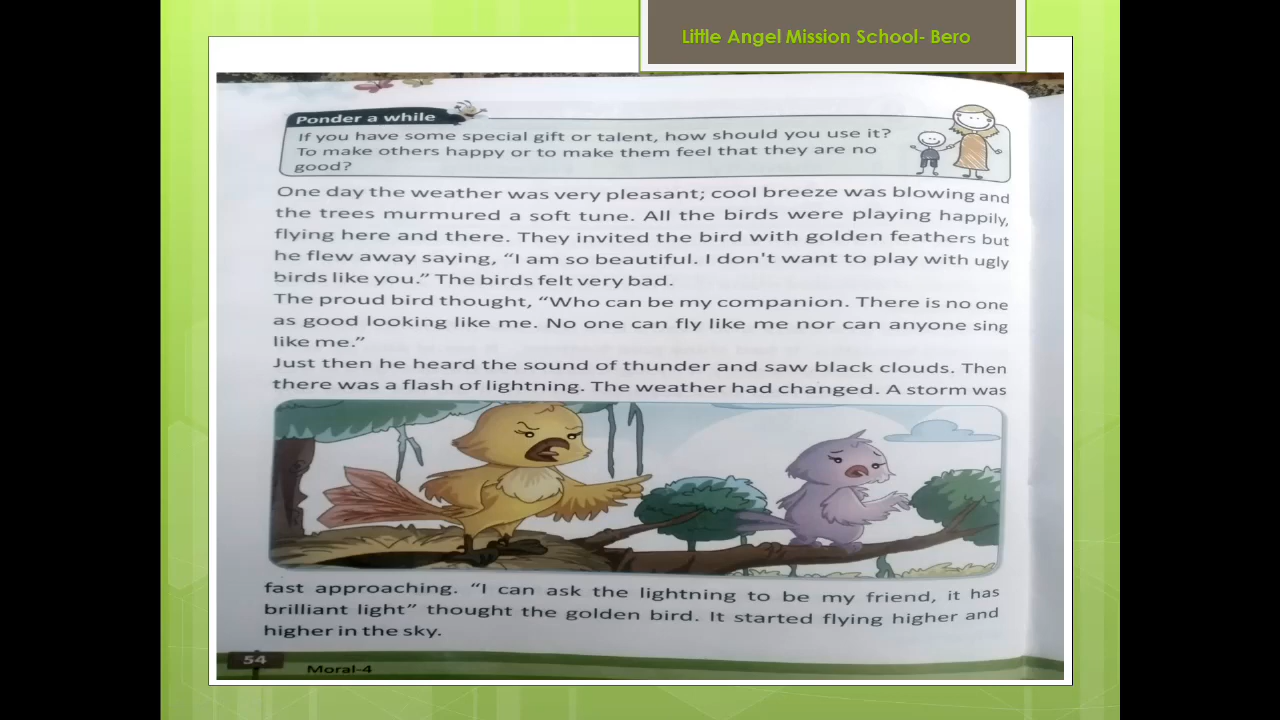 Little Angel Mission School- Bero
Ponder a while
If you have some special gift or talent, how should you use it?
To make others happy or to make them feel that they are no
good?
One day the weather was very pleasant; cool breeze was blowing and
the trees murmured a soft tune. All the birds were playing happily,
flying here and there. They invited the bird with golden feathers but
he flew away saying, “I am so beautiful. I don't want to play with ugly
birds like you.” The birds felt very bad.
The proud bird thought, “Who can be my companion. There is no one
as good looking like me. No one can fly like me nor can anyone sing
like me.”
Just then he heard the sound of thunder and saw black clouds. Then
there was a flash of lightning. The weather had changed. A storm was
fast approaching. “I can ask the lightning to be my friend, it has
brilliant light” thought the golden bird. It started flying higher and
higher in the sky.
54
Moral-4